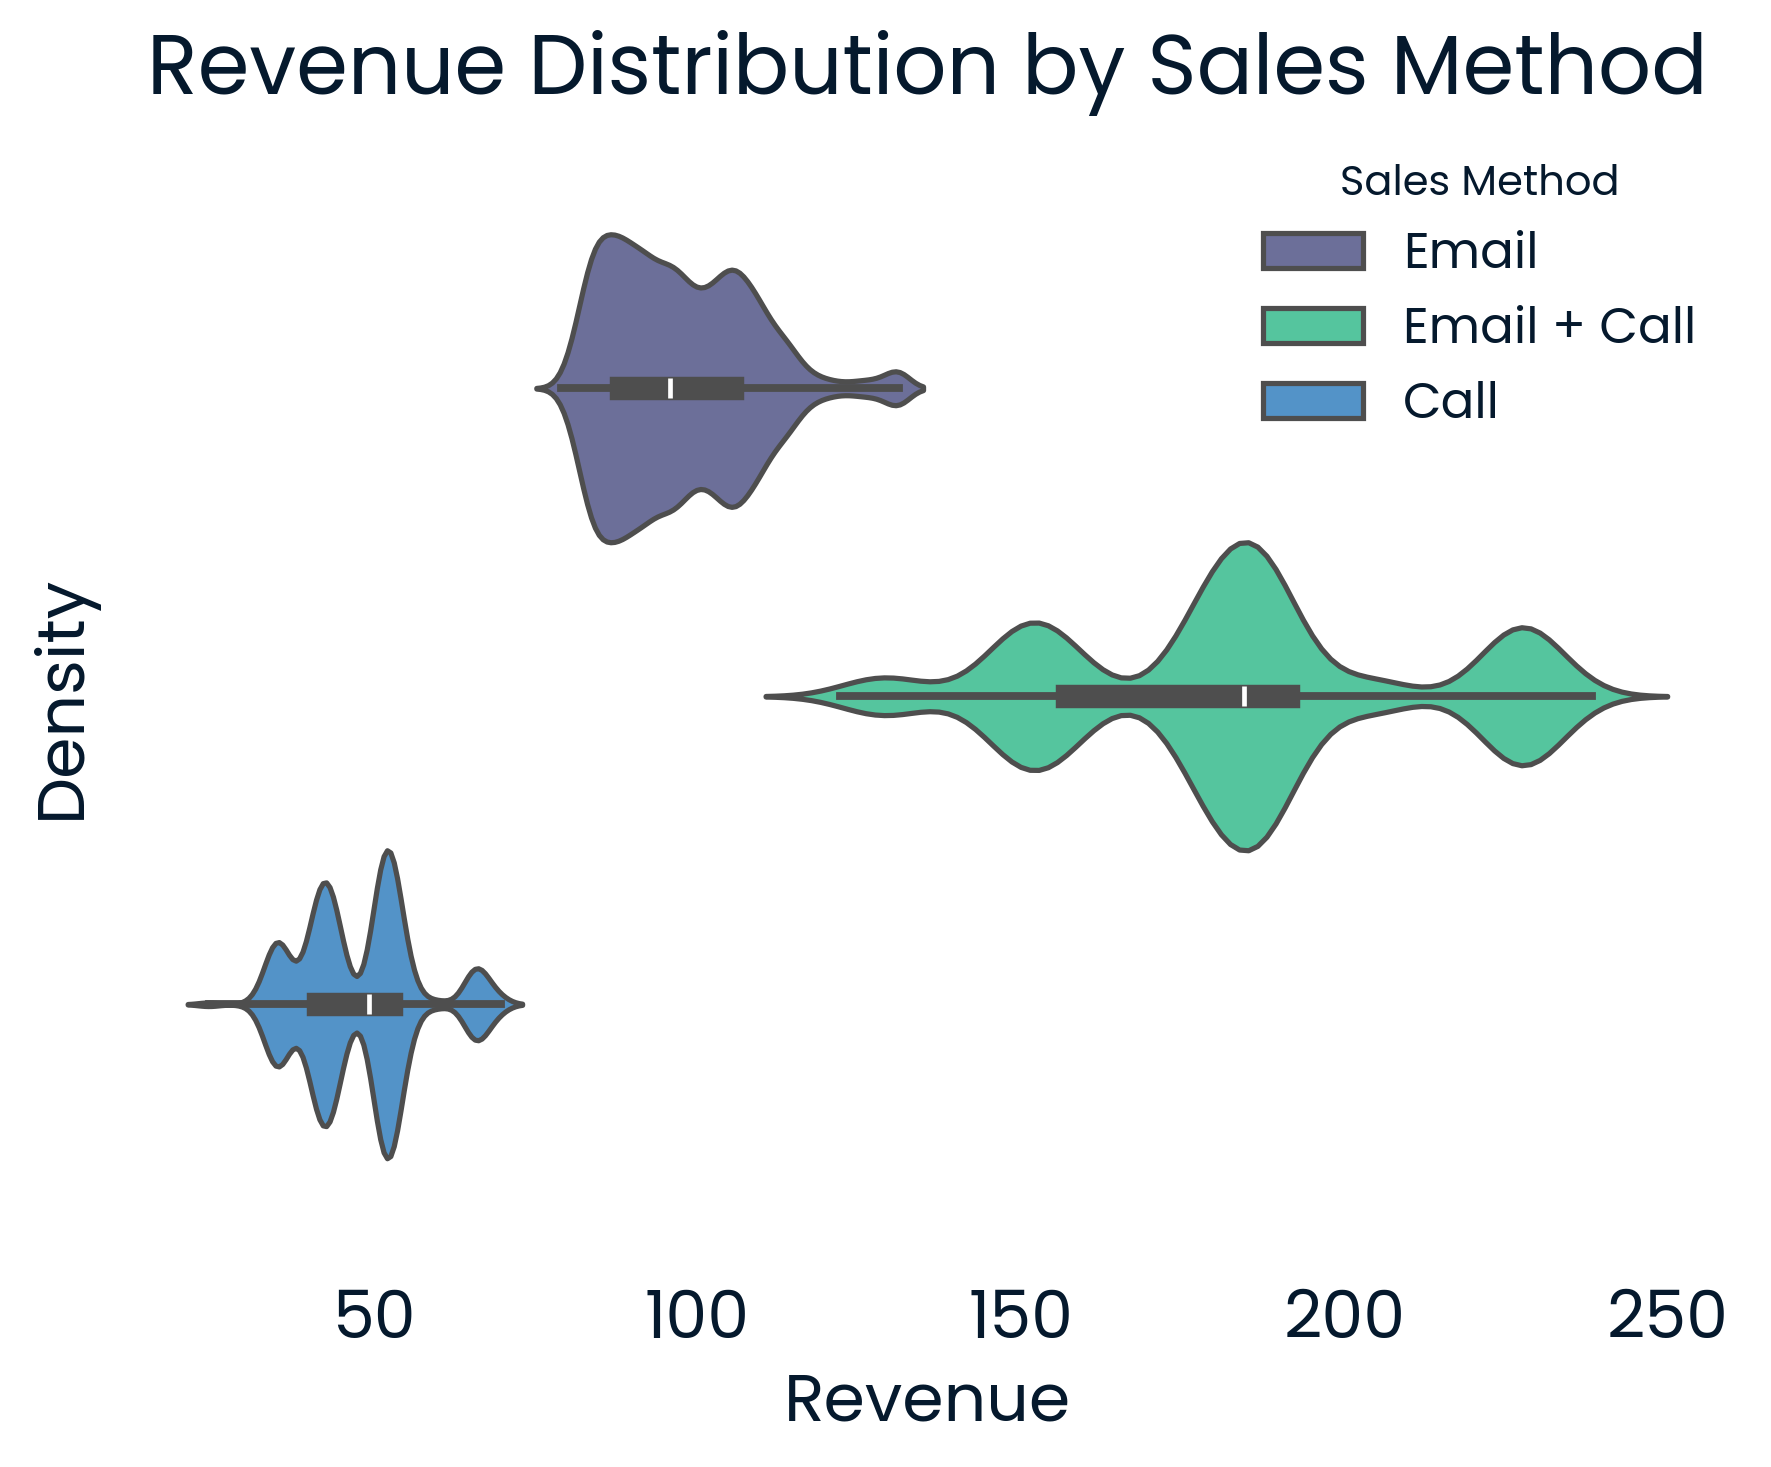 Revenue Distribution by Sales Method
Sales Method
Email
Email + Call
Call
Density
50 100 150 200 250
Revenue